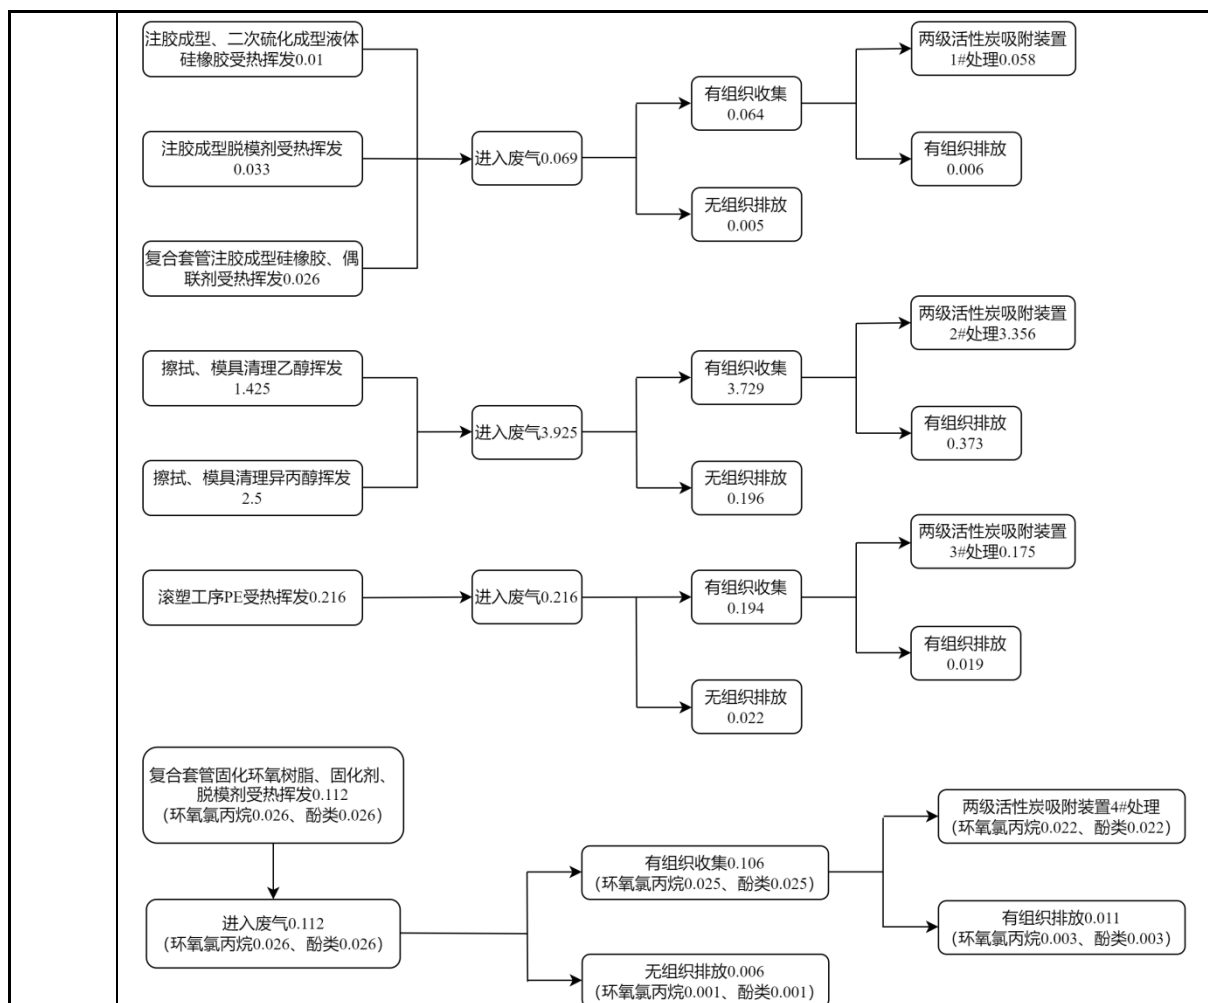 注胶成型、二次硫化成型液体
硅橡胶受热挥发0.01
注胶成型脱模剂受热挥发
0.033
复合套管注胶成型硅橡胶、偶
联剂受热挥发0.026
进入废气0.069
有组织收集
0.064
无组织排放
0.005
两级活性炭吸附装置
1#处理0.058
有组织排放
0.006
擦拭、模具清理乙醇挥发
1.425
擦拭、模具清理异丙醇挥发
2.5
进入废气3.925
有组织收集
3.729
无组织排放
0.196
两级活性炭吸附装置
2#处理3.356
有组织排放
0.373
滚塑工序PE受热挥发0.216
进入废气0.216
有组织收集
0.194
无组织排放
0.022
两级活性炭吸附装置
3#处理0.175
有组织排放
0.019
复合套管固化环氧树脂、固化剂、
脱模剂受热挥发0.112
（环氧氯丙烷0.026、酚类0.026）
进入废气0.112
（环氧氯丙烷0.026、酚类0.026）
有组织收集0.106
（环氧氯丙烷0.025、酚类0.025）
无组织排放0.006
（环氧氯丙烷0.001、酚类0.001）
两级活性炭吸附装置4#处理
（环氧氯丙烷0.022、酚类0.022）
有组织排放0.011
（环氧氯丙烷0.003、酚类0.003）